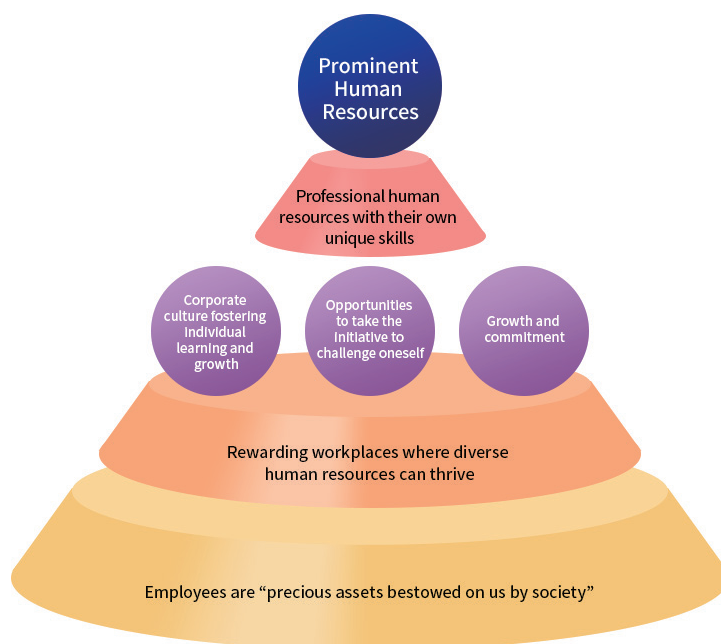 Prominent
Human
Resources
Professional human
resources with their own
unique skills
Corporate
culture fostering
individual
learning and
growth
Opportunities
to take the
initiative to
challenge oneself
Growth and
commitment
Rewarding workplaces where diverse
human resources can thrive
Employees are “precious assets bestowed on us by society”